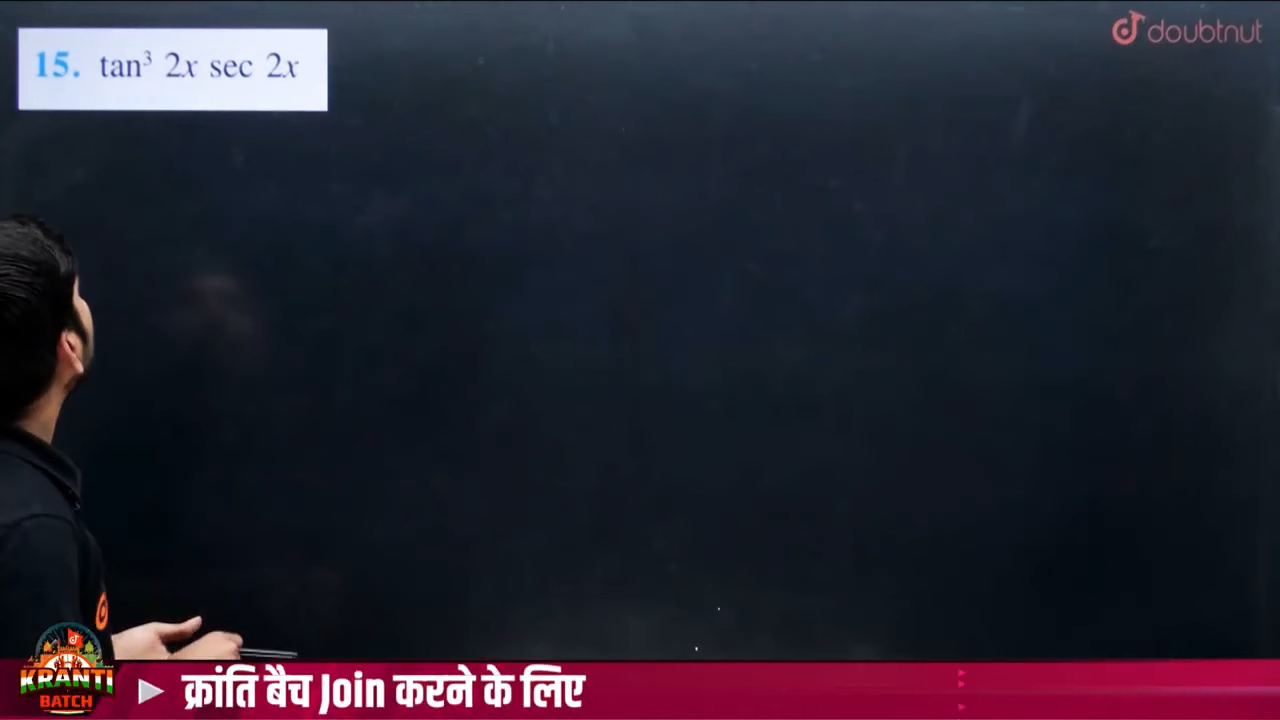 15. tan³ 2x sec 2x
doubtnut
KRANTI
BATCH
क्रांति बैच Join करने के लिए